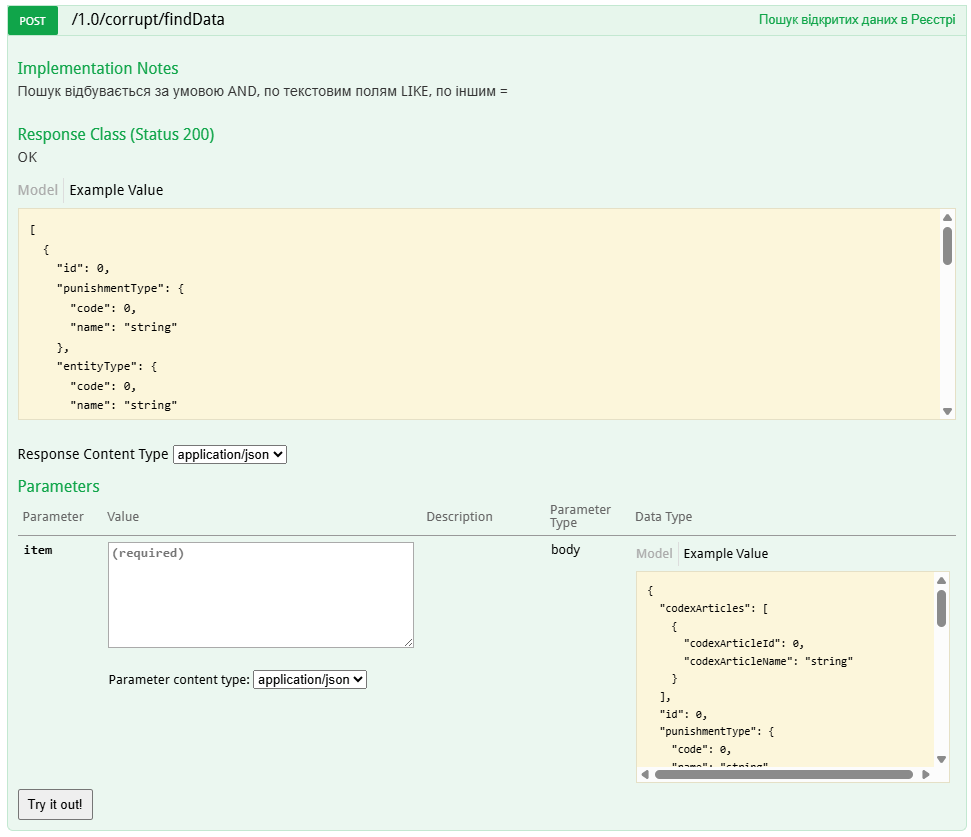 POST /1.0/corrupt/findData Пошук відкритих даних в Реєстрі
Implementation Notes
Пошук відбувається за умовою AND, по текстовим полям LIKE, по іншим =
Response Class (Status 200)
OK
Model Example Value
[
{
"id": 0,
"punishmentType": {
"code": 0,
"name": "string"
},
"entityType": {
"code": 0,
"name": "string"
Response Content Type application/json
Parameters
Parameter Value Description Parameter Type Data Type
item (required) body Model Example Value
{
"codexArticles": [
{
"codexArticleId": 0,
"codexArticleName": "string"
}
],
"id": 0,
"punishmentType": {
"code": 0,
"name": "string"
Parameter content type: application/json
Try it out!